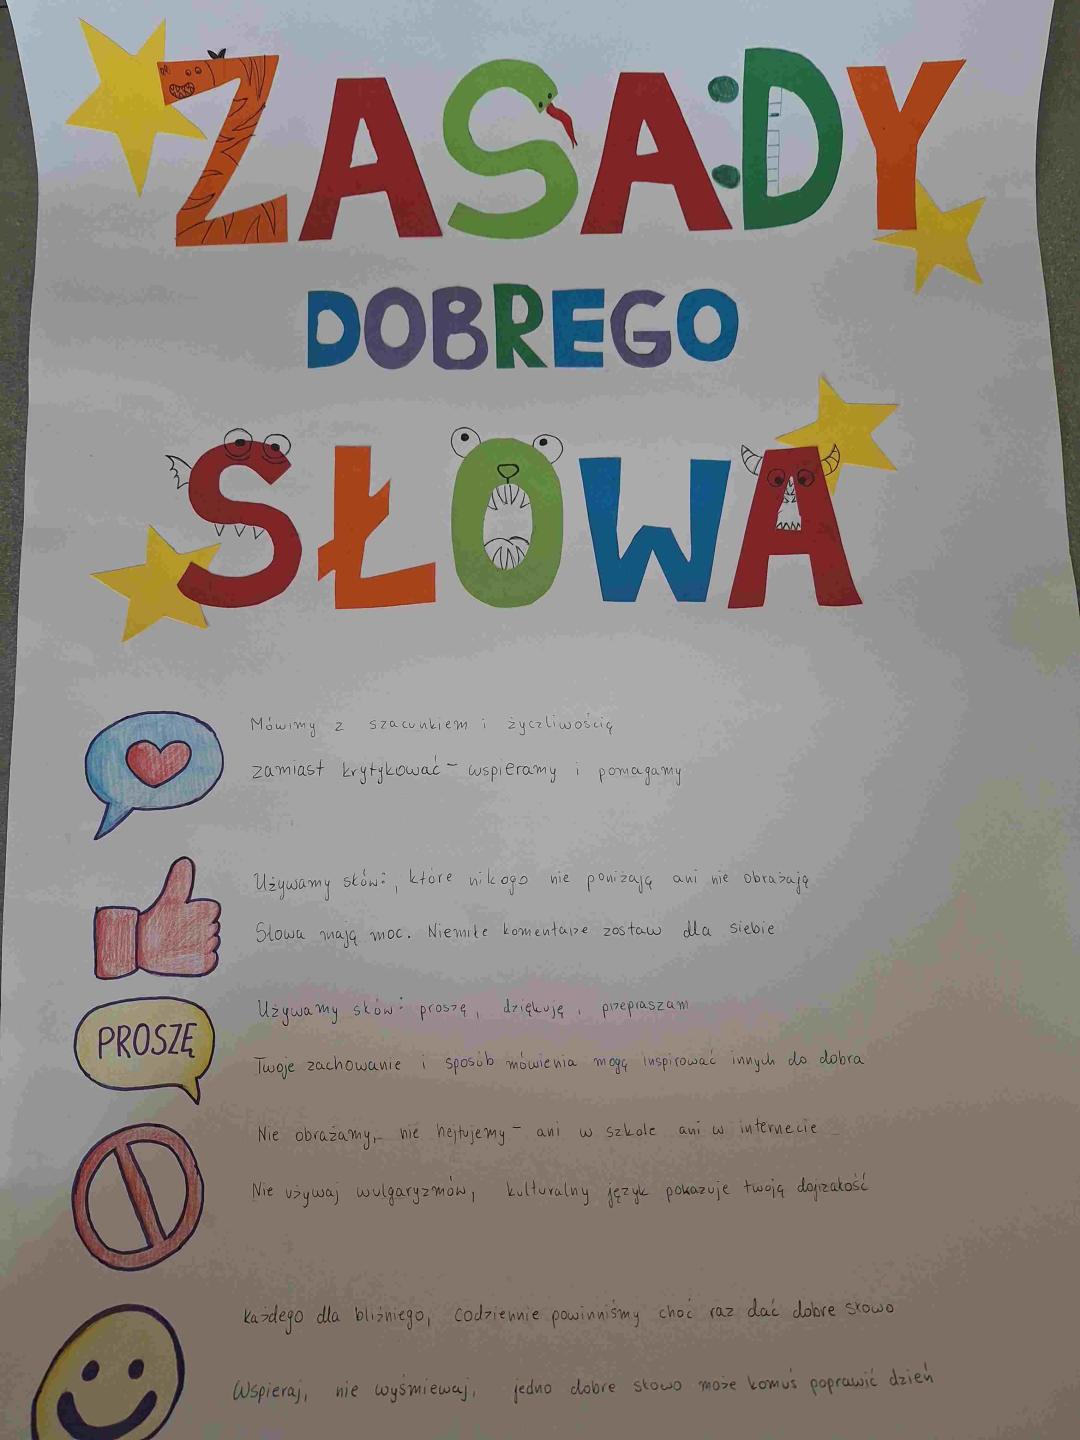 ZASADY
DOBREGO
SŁOWA
Mówimy z szacunkiem i życzliwością
zamiast krytykować - wspieramy i pomagamy
Używamy słów:, które nikogo nie poniżają ani nie obrażają
Słowa mają moc. Niemiłe komentarze zostaw dla siebie
Używamy słów: proszę, dziękuję, przepraszam
PROSZĘ
Twoje zachowanie i sposób mówienia mogą inspirować innych do dobra
Nie obrażamy, nie hejtujemy - ani w szkole ani w internecie
Nie używaj wulgaryzmów, kulturalny język pokazuje twoją dojrzałość
Każdego dla bliźniego, codziennie powinniśmy choć raz dać dobre słowo
Wspieraj, nie wyśmiewaj, jedno dobre słowo może komuś poprawić dzień